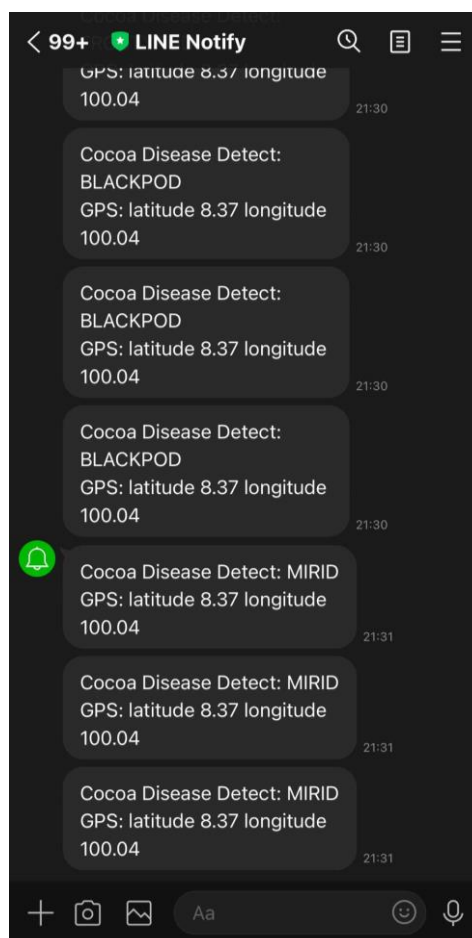 99+ LINE Notify
GPS: latitude 8.37 longitude
100.04
21:30
Cocoa Disease Detect:
BLACKPOD
GPS: latitude 8.37 longitude
100.04
21:30
Cocoa Disease Detect:
BLACKPOD
GPS: latitude 8.37 longitude
100.04
21:30
Cocoa Disease Detect:
BLACKPOD
GPS: latitude 8.37 longitude
100.04
21:30
Cocoa Disease Detect: MIRID
GPS: latitude 8.37 longitude
100.04
21:31
Cocoa Disease Detect: MIRID
GPS: latitude 8.37 longitude
100.04
21:31
Cocoa Disease Detect: MIRID
GPS: latitude 8.37 longitude
100.04
21:31
Aa